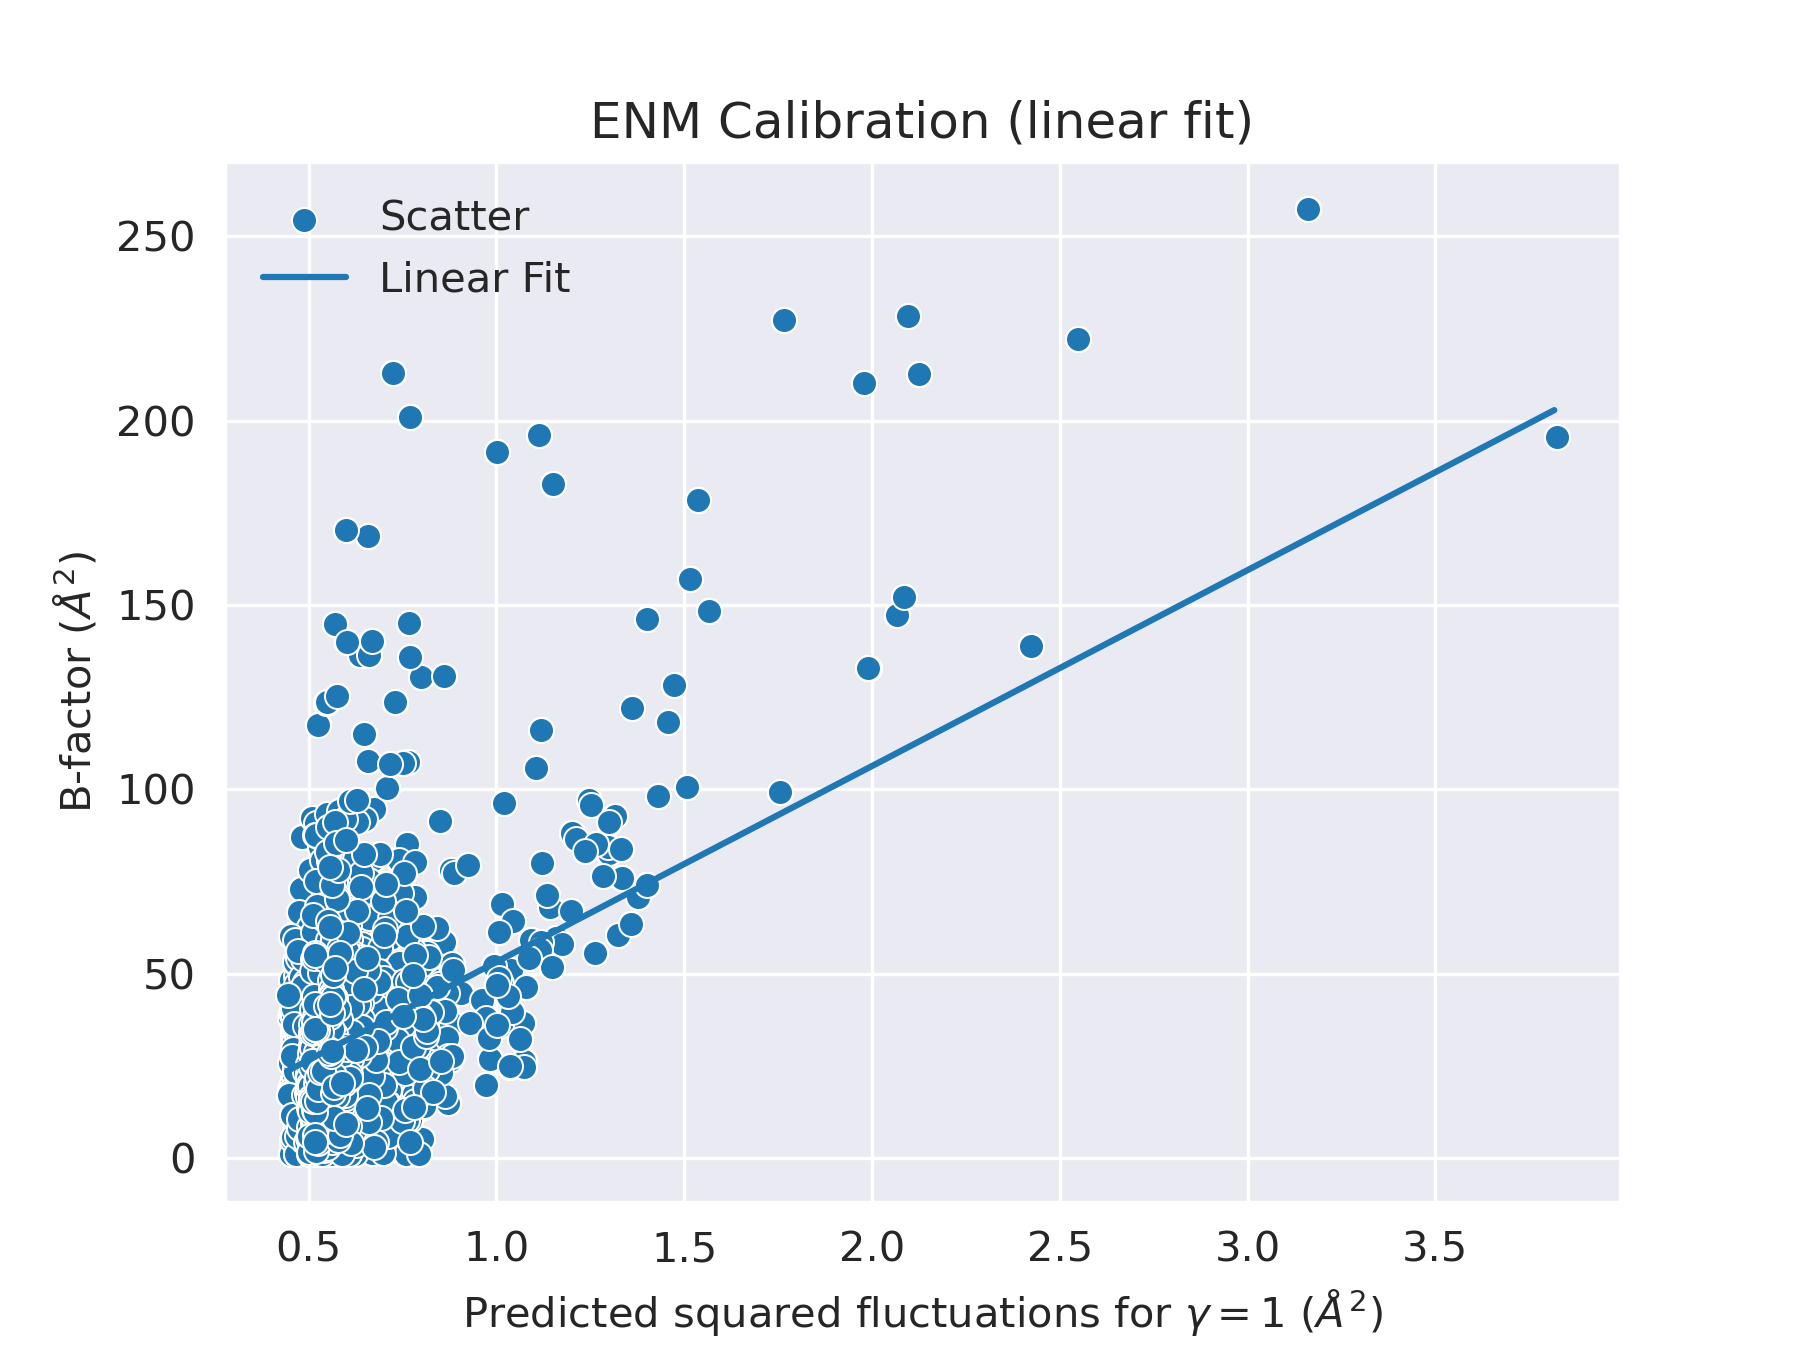 ENM Calibration (linear fit)
Scatter
Linear Fit
250
200
150
100
50
0
B-factor (Å²)
0.5 1.0 1.5 2.0 2.5 3.0 3.5
Predicted squared fluctuations for γ = 1 (Å²)